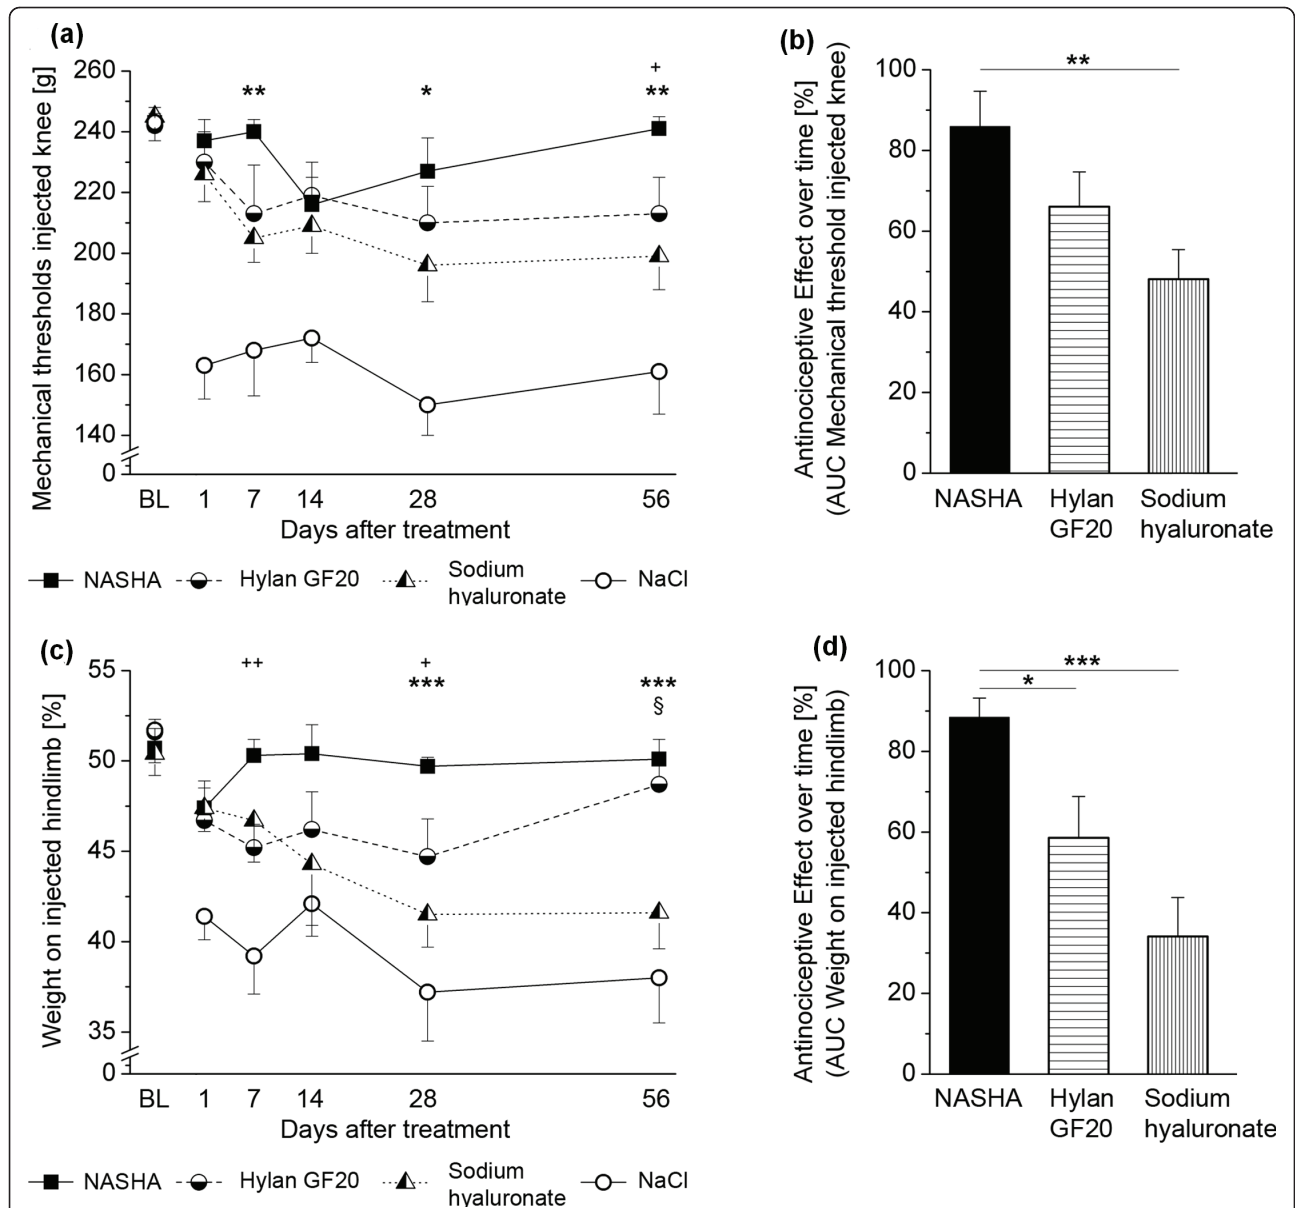 (a)
Mechanical thresholds injected knee [g]
260
240
220
200
180
160
140
0
** * + **
BL 1 7 14 28 56
Days after treatment
NASHA Hylan GF20 Sodium hyaluronate NaCl
(b)
Antinociceptive Effect over time [%]
(AUC Mechanical threshold injected knee)
100
80
60
40
20
0
**
NASHA Hylan Sodium
GF20 hyaluronate
(c)
Weight on injected hindlimb [%]
55
50
45
40
35
0
++ + ***
***
§
BL 1 7 14 28 56
Days after treatment
NASHA Hylan GF20 Sodium hyaluronate NaCl
(d)
Antinociceptive Effect over time [%]
(AUC Weight on injected hindlimb)
100
80
60
40
20
0
***
*
NASHA Hylan Sodium
GF20 hyaluronate